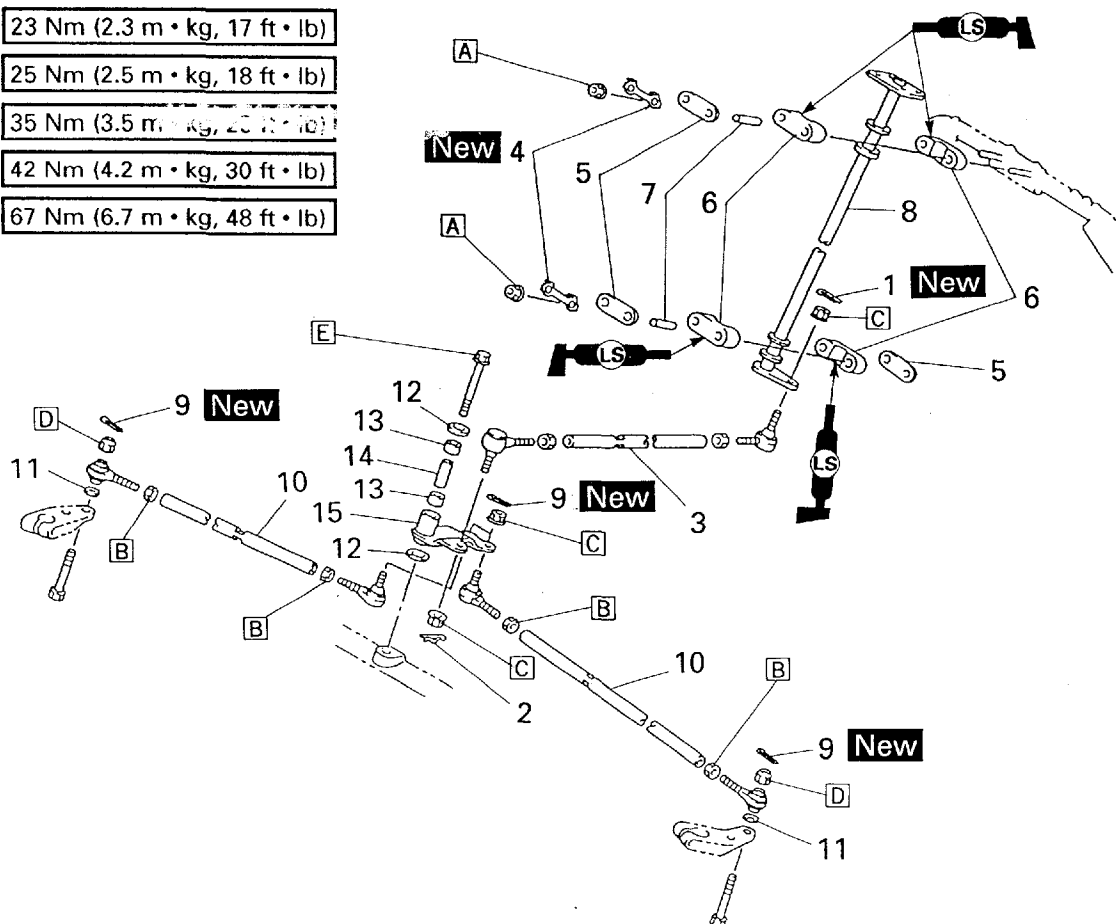 23 Nm (2.3 m • kg, 17 ft • lb)
25 Nm (2.5 m • kg, 18 ft • lb)
35 Nm (3.5 m kg, ft • lb)
42 Nm (4.2 m • kg, 30 ft • lb)
67 Nm (6.7 m • kg, 48 ft • lb)
LS
A
New 4
5
7
6
8
A
1 New
C
6
E
LS
5
D
9 New
12
13
14
13
15
12
11
10
B
B
9 New
C
3
LS
B
C
2
10
B
9 New
D
11